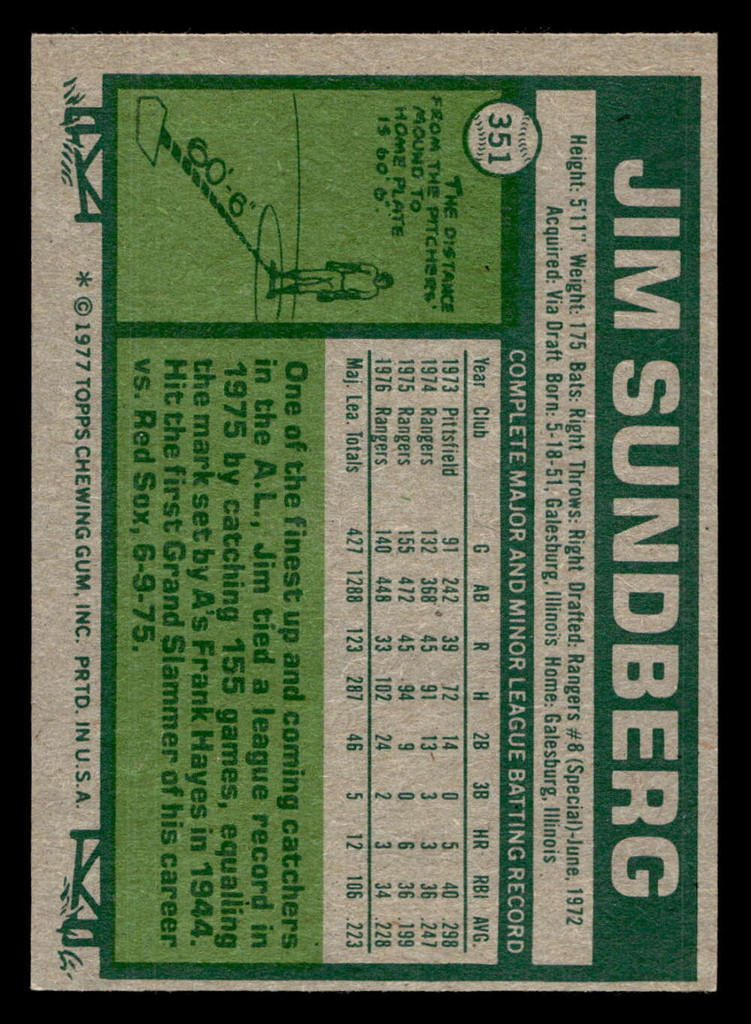 JIM SUNDBERG
351
Height: 5'11" Weight: 175 Bats: Right Throws: Right Drafted: Rangers #8 (Special)-June, 1972
Acquired: Via Draft Born: 5-18-51, Galesburg, Illinois Home: Galesburg, Illinois
COMPLETE MAJOR AND MINOR LEAGUE BATTING RECORD
Year Club G AB R H 2B 3B HR RBI AVG.
1973 Pittsfield 91 242 39 72 14 0 5 40 .298
1974 Rangers 132 368 45 91 13 3 3 36 .247
1975 Rangers 155 472 45 94 9 0 6 36 .199
1976 Rangers 140 448 33 102 24 2 3 34 .228
Maj. Lea. Totals 427 1288 123 287 46 5 12 106 .223
THE DISTANCE
FROM THE PITCHERS'
MOUND TO
HOME PLATE
IS 60' 6".
60'-6"
One of the finest up and coming catchers
in the A.L., Jim tied a league record in
1975 by catching 155 games, equalling
the mark set by A's Frank Hayes in 1944.
Hit the first Grand Slammer of his career
vs. Red Sox, 6-9-75.
* © 1977 TOPPS CHEWING GUM, INC. PRTD. IN U.S.A.